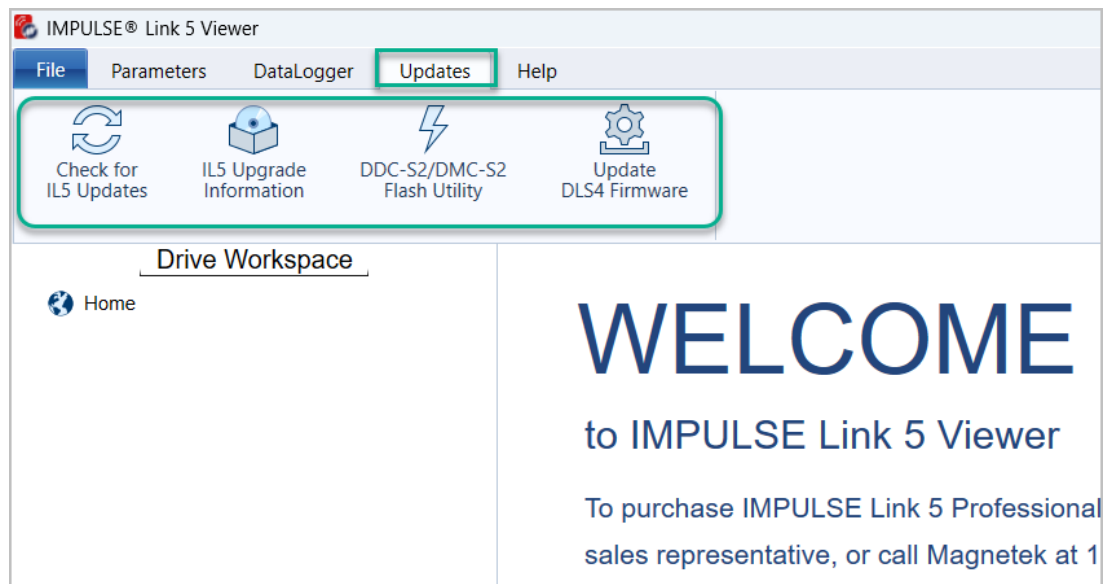 IMPULSE® Link 5 Viewer
File Parameters DataLogger Updates Help
Check for
IL5 Updates
IL5 Upgrade
Information
DDC-S2/DMC-S2
Flash Utility
Update
DLS4 Firmware
Drive Workspace
Home
WELCOME
to IMPULSE Link 5 Viewer
To purchase IMPULSE Link 5 Professional
sales representative, or call Magnetek at 1